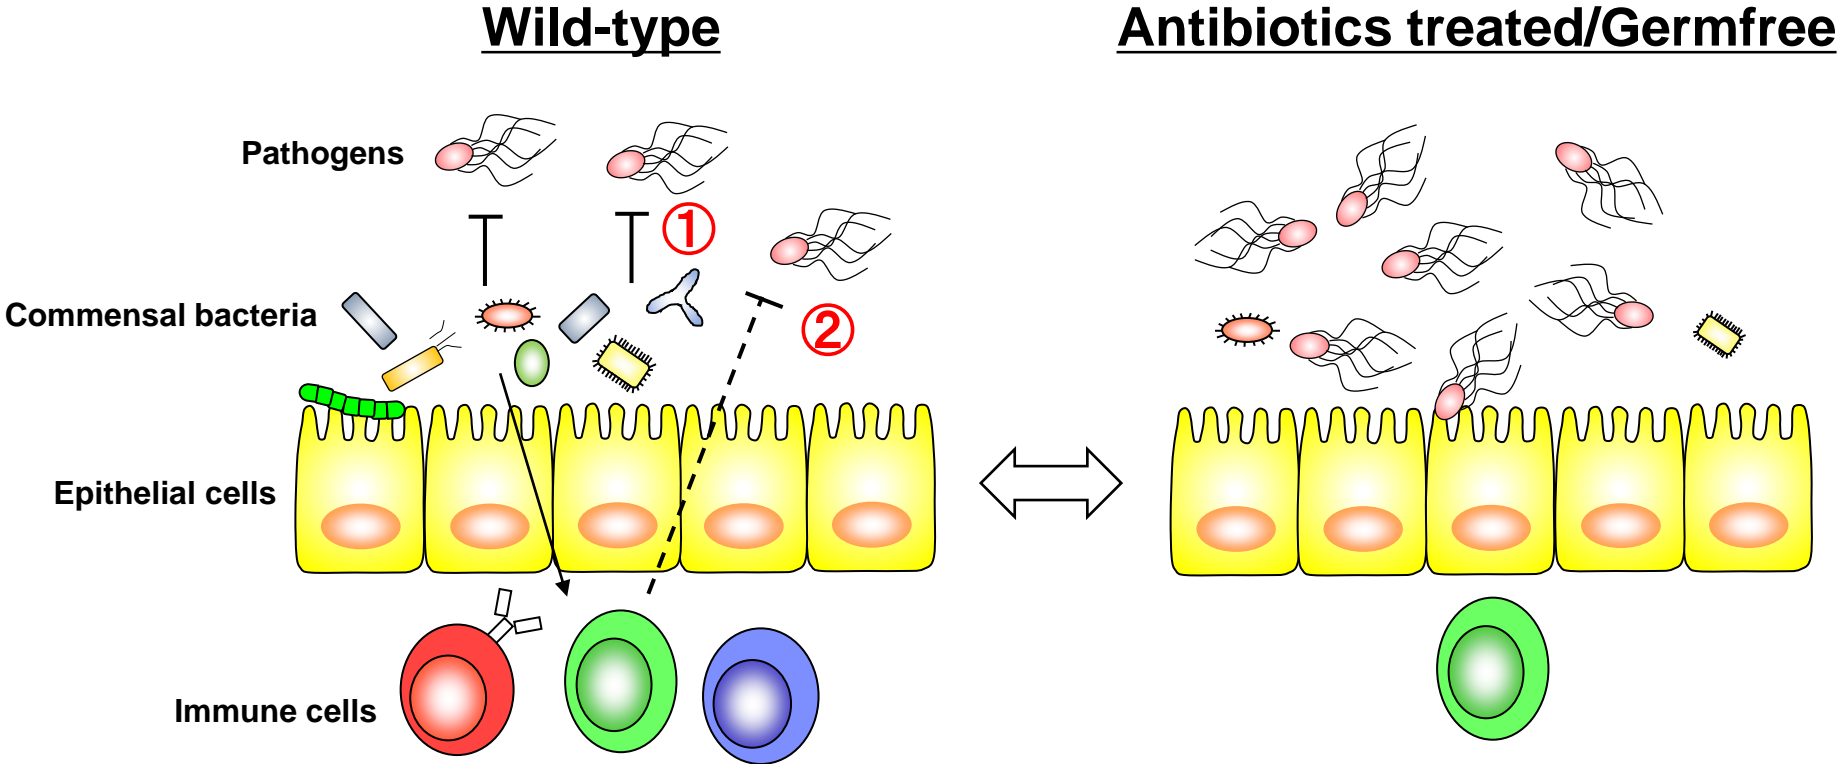 Wild-type
Antibiotics treated/Germfree
Pathogens
①
②
Commensal bacteria
Epithelial cells
Immune cells